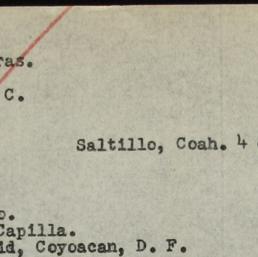 ras.
C.
Saltillo, Coah. 4
o.
Capilla.
id, Coyoacan, D. F.